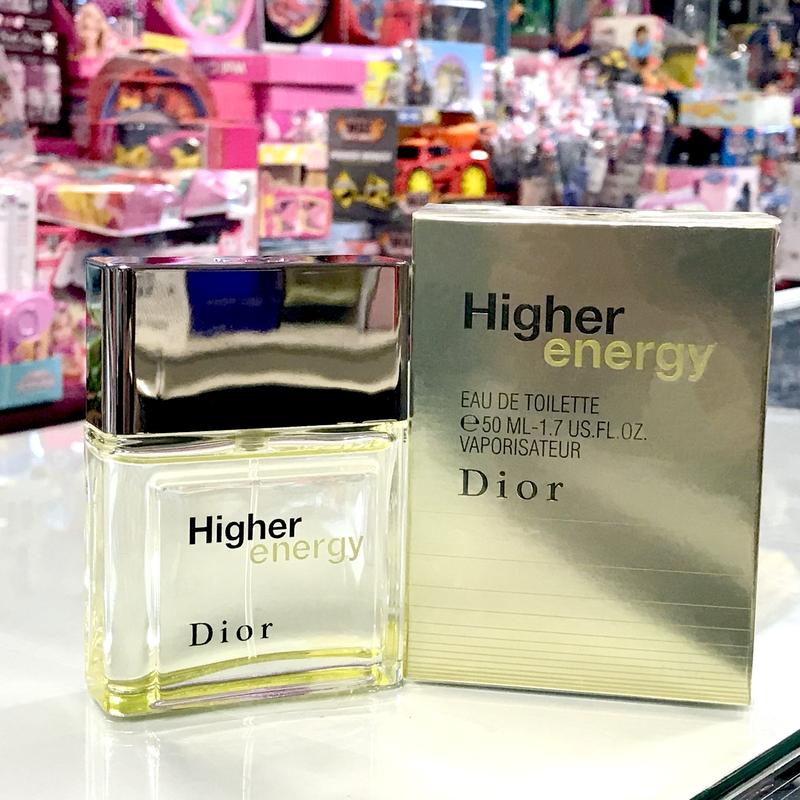 Higher
energy
Dior
Higher
energy
EAU DE TOILETTE
℮50 ML-1.7 US.FL.OZ.
VAPORISATEUR
Dior